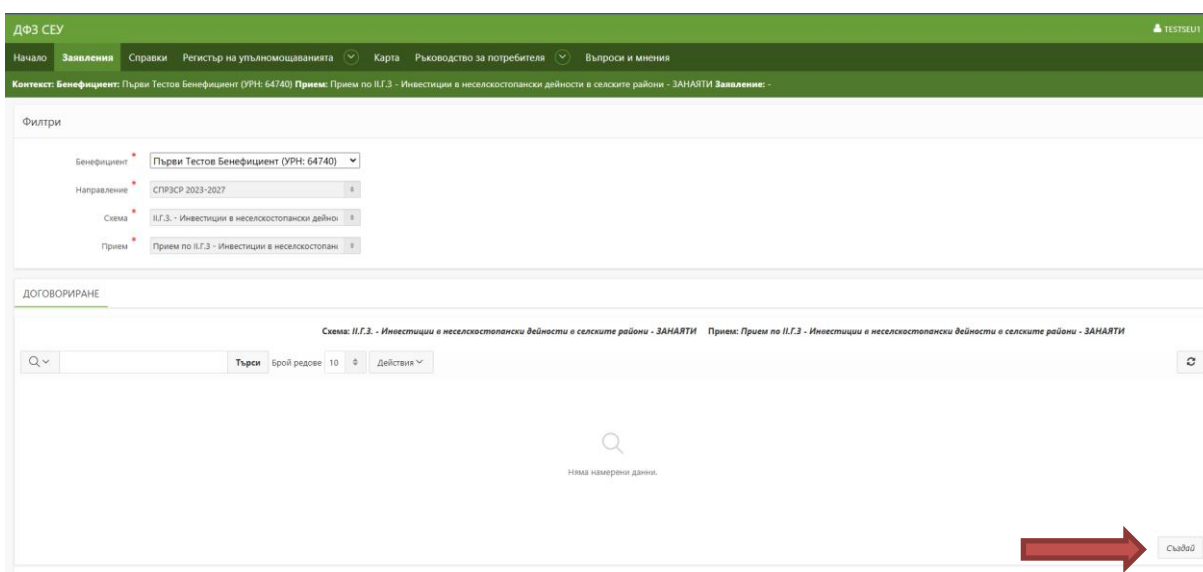 ДФЗ СЕУ TESTSEU1
Начало Заявления Справки Регистър на упълномощаванията Карта Ръководство за потребителя Въпроси и мнения
Контекст: Бенефициент: Първи Тестов Бенефициент (УРН: 64740) Прием: Прием по II.Г.3 - Инвестиции в неселскостопански дейности в селските райони - ЗАНАЯТИ Заявление: -
Филтри
Бенефициент * Първи Тестов Бенефициент (УРН: 64740)
Направление * СПРЗСР 2023-2027
Схема * II.Г.3. - Инвестиции в неселскостопански дейнос
Прием * Прием по II.Г.3 - Инвестиции в неселскостопанс
ДОГОВОРИРАНЕ
Схема: II.Г.3. - Инвестиции в неселскостопански дейности в селските райони - ЗАНАЯТИ Прием: Прием по II.Г.3 - Инвестиции в неселскостопански дейности в селските райони - ЗАНАЯТИ
Търси Брой редове 10 Действия
Няма намерени данни.
Създай